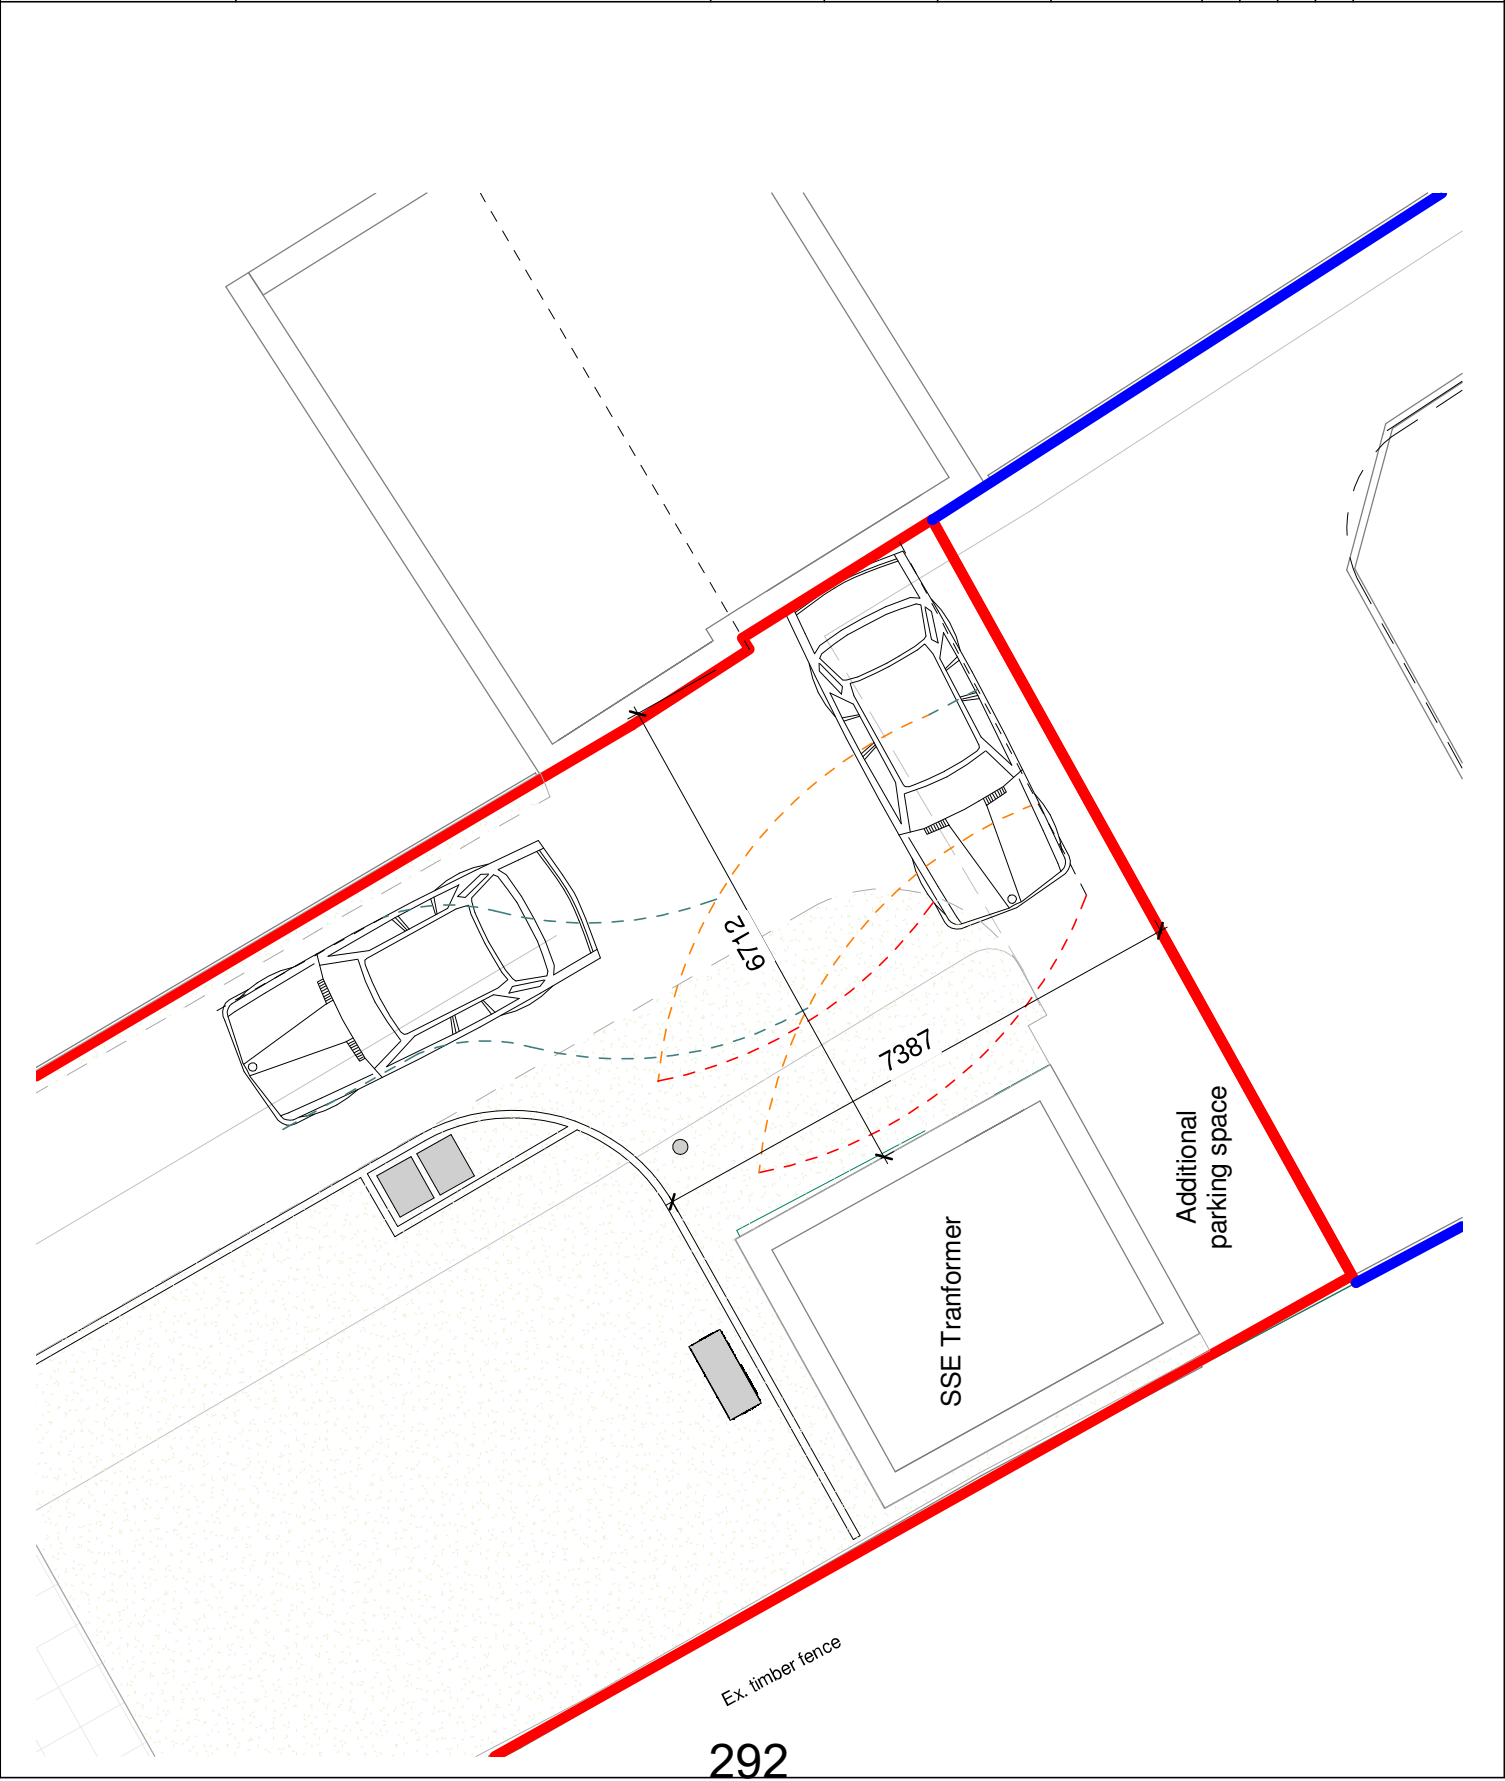 6712
7387
Additional
parking space
SSE Tranformer
Ex. timber fence
292